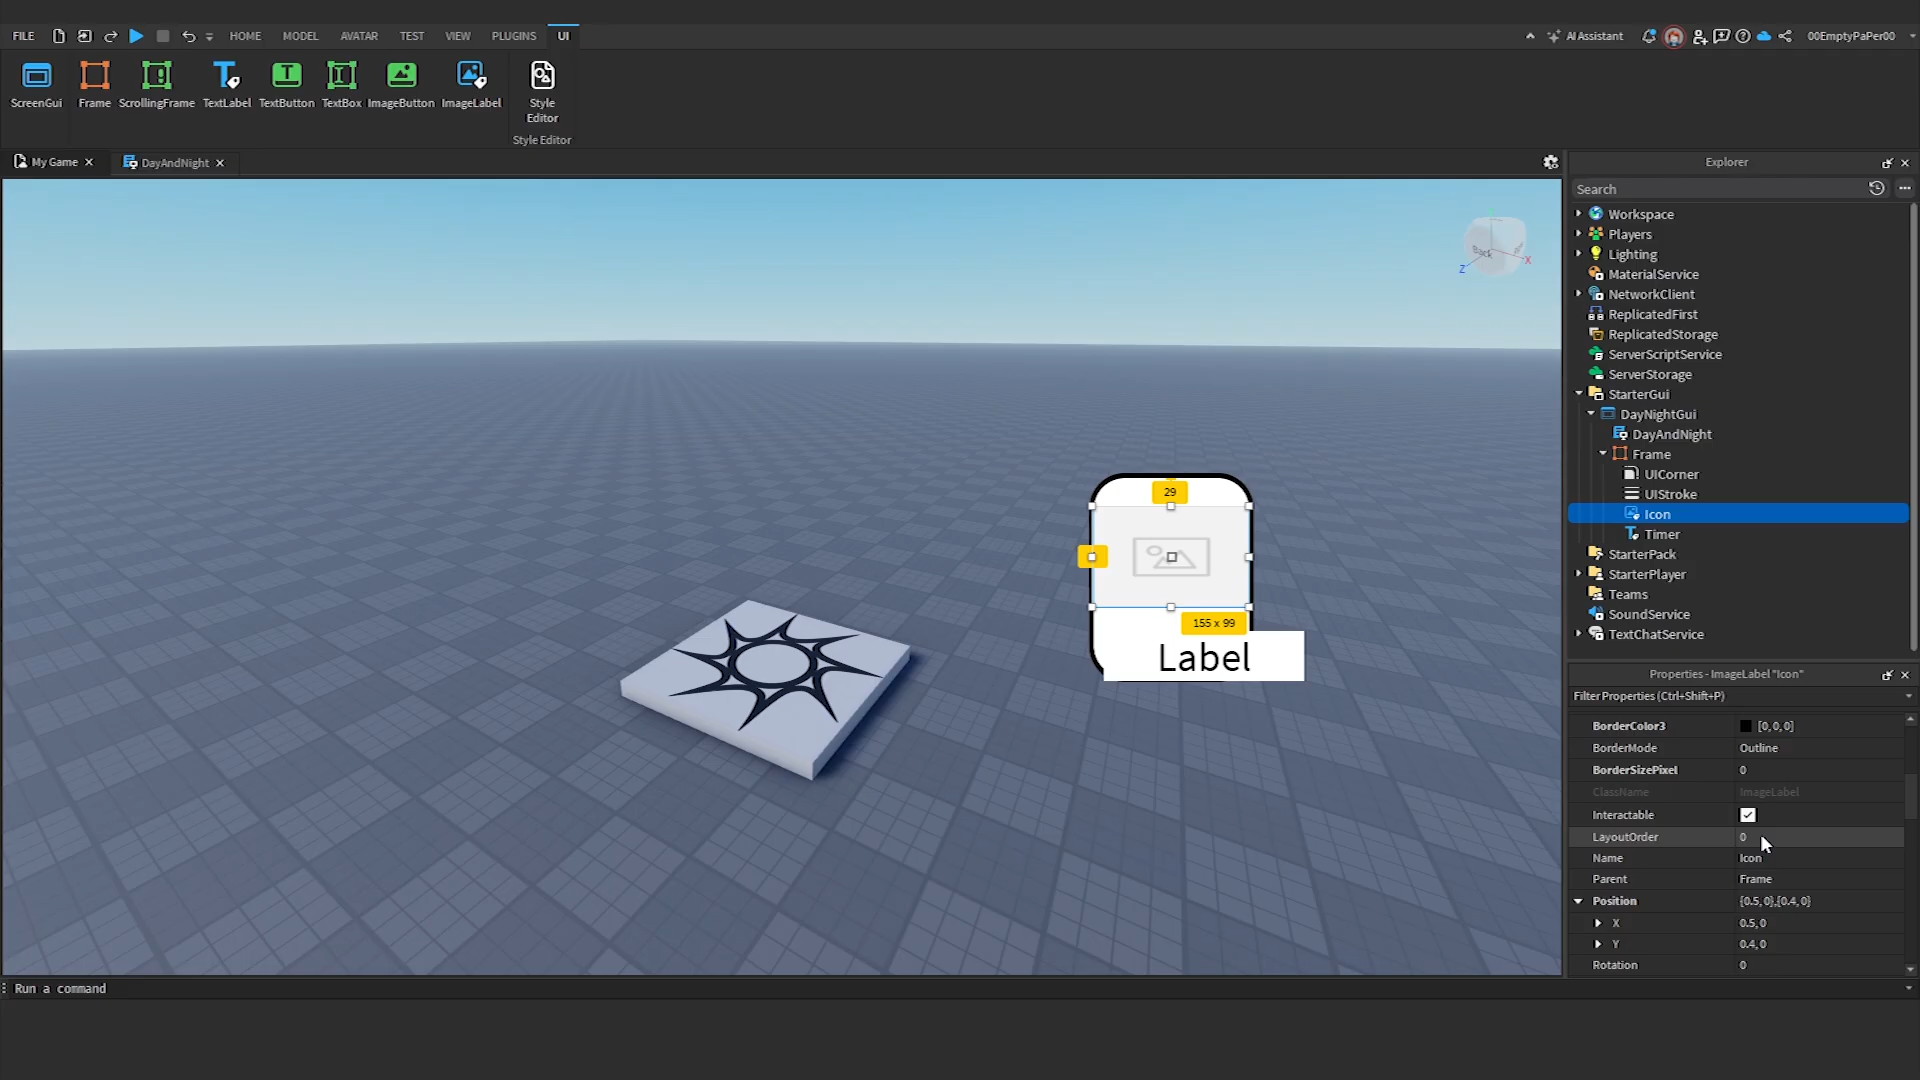 FILE HOME MODEL AVATAR TEST VIEW PLUGINS UI AI Assistant 00EmptyPaPer00
ScreenGui Frame ScrollingFrame TextLabel TextButton TextBox ImageButton ImageLabel Style
Editor
Style Editor
My Game DayAndNight
Explorer
Search
Workspace
Players
Lighting
MaterialService
NetworkClient
ReplicatedFirst
ReplicatedStorage
ServerScriptService
ServerStorage
StarterGui
DayNightGui
DayAndNight
Frame
UICorner
UIStroke
Icon
Timer
StarterPack
StarterPlayer
Teams
SoundService
TextChatService
Back
Z
X
29
155 x 99
Label
Properties - ImageLabel "Icon"
Filter Properties (Ctrl+Shift+P)
BorderColor3 [0, 0, 0]
BorderMode Outline
BorderSizePixel 0
ClassName ImageLabel
Interactable
LayoutOrder 0
Name Icon
Parent Frame
Position {0.5, 0},{0.4, 0}
X 0.5, 0
Y 0.4, 0
Rotation 0
Run a command